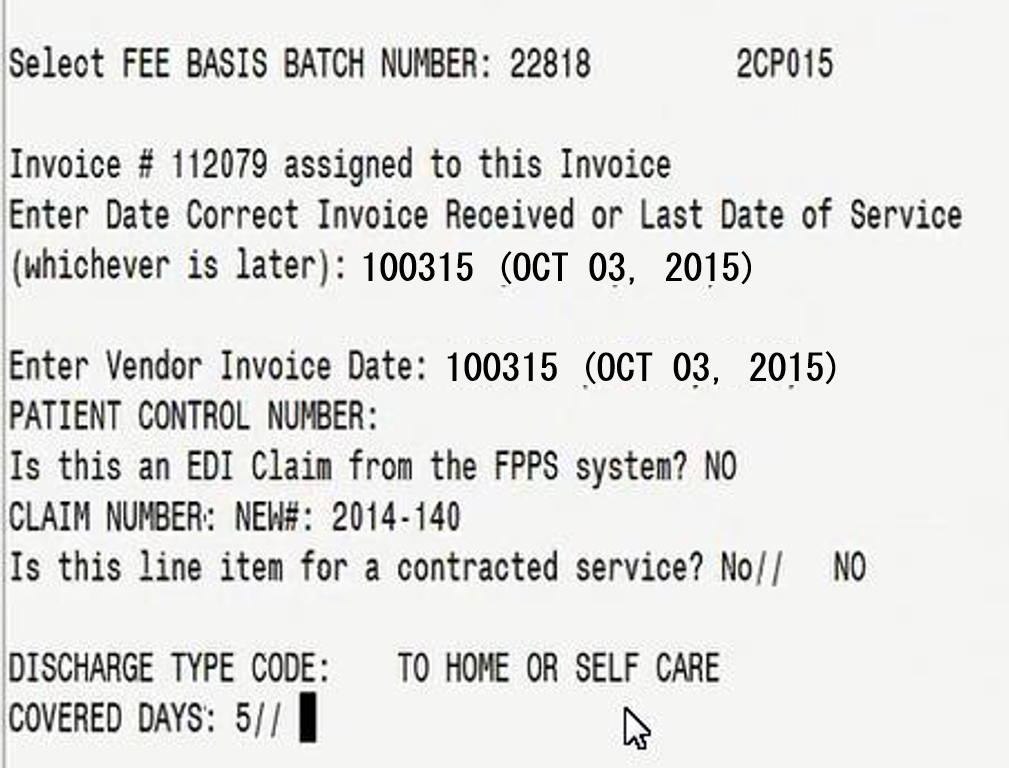 Select FEE BASIS BATCH NUMBER: 22818 2CP015
Invoice # 112079 assigned to this Invoice
Enter Date Correct Invoice Received or Last Date of Service
(whichever is later): 100315 (OCT 03, 2015)
Enter Vendor Invoice Date: 100315 (OCT 03, 2015)
PATIENT CONTROL NUMBER:
Is this an EDI Claim from the FPPS system? NO
CLAIM NUMBER: NEW#: 2014-140
Is this line item for a contracted service? No// NO
DISCHARGE TYPE CODE: TO HOME OR SELF CARE
COVERED DAYS: 5//